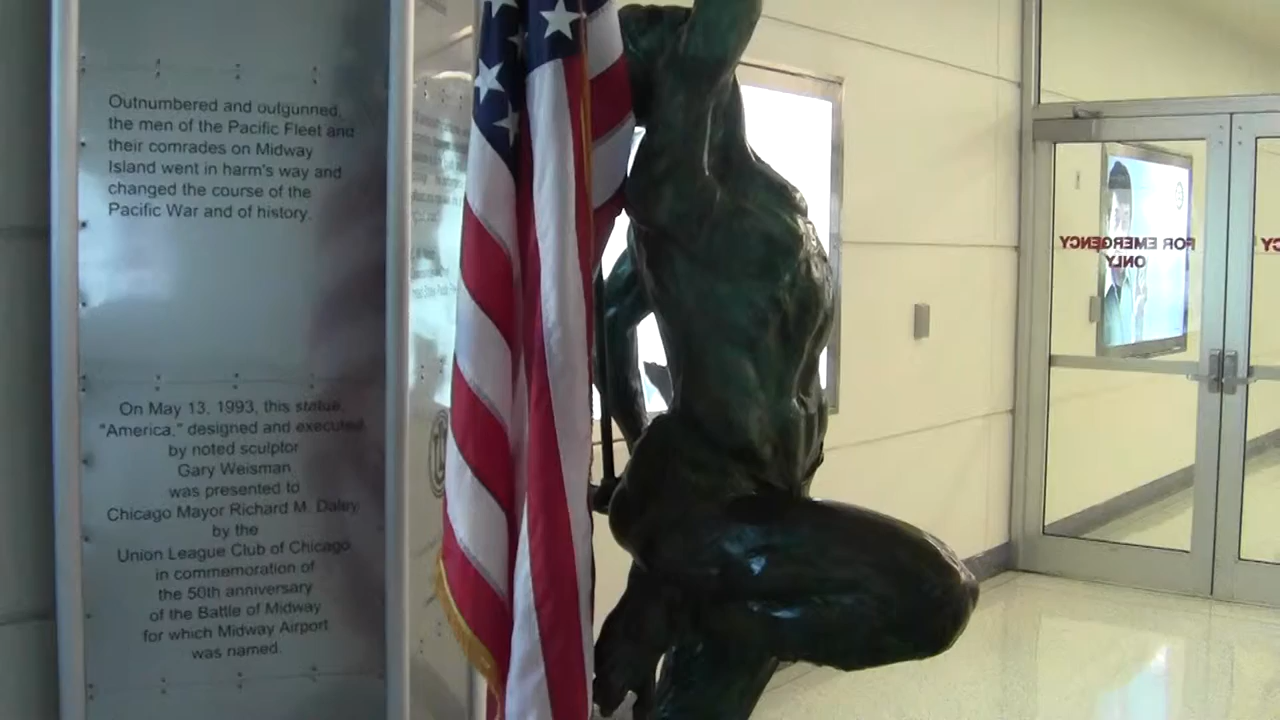 Outnumbered and outgunned,
the men of the Pacific Fleet and
their comrades on Midway
Island went in harm's way and
changed the course of the
Pacific War and of history.
On May 13, 1993, this statue,
"America," designed and executed
by noted sculptor
Gary Weisman
was presented to
Chicago Mayor Richard M. Daley
by the
Union League Club of Chicago
in commemoration of
the 50th anniversary
of the Battle of Midway
for which Midway Airport
was named.
FOR EMERGENCY
ONLY
CY